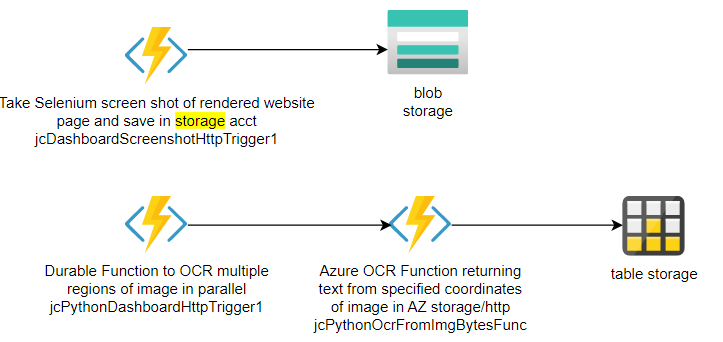 Take Selenium screen shot of rendered website
page and save in storage acct
jcDashboardScreenshotHttpTrigger1
blob
storage
Durable Function to OCR multiple
regions of image in parallel
jcPythonDashboardHttpTrigger1
Azure OCR Function returning
text from specified coordinates
of image in AZ storage/http
jcPythonOcrFromImgBytesFunc
table storage